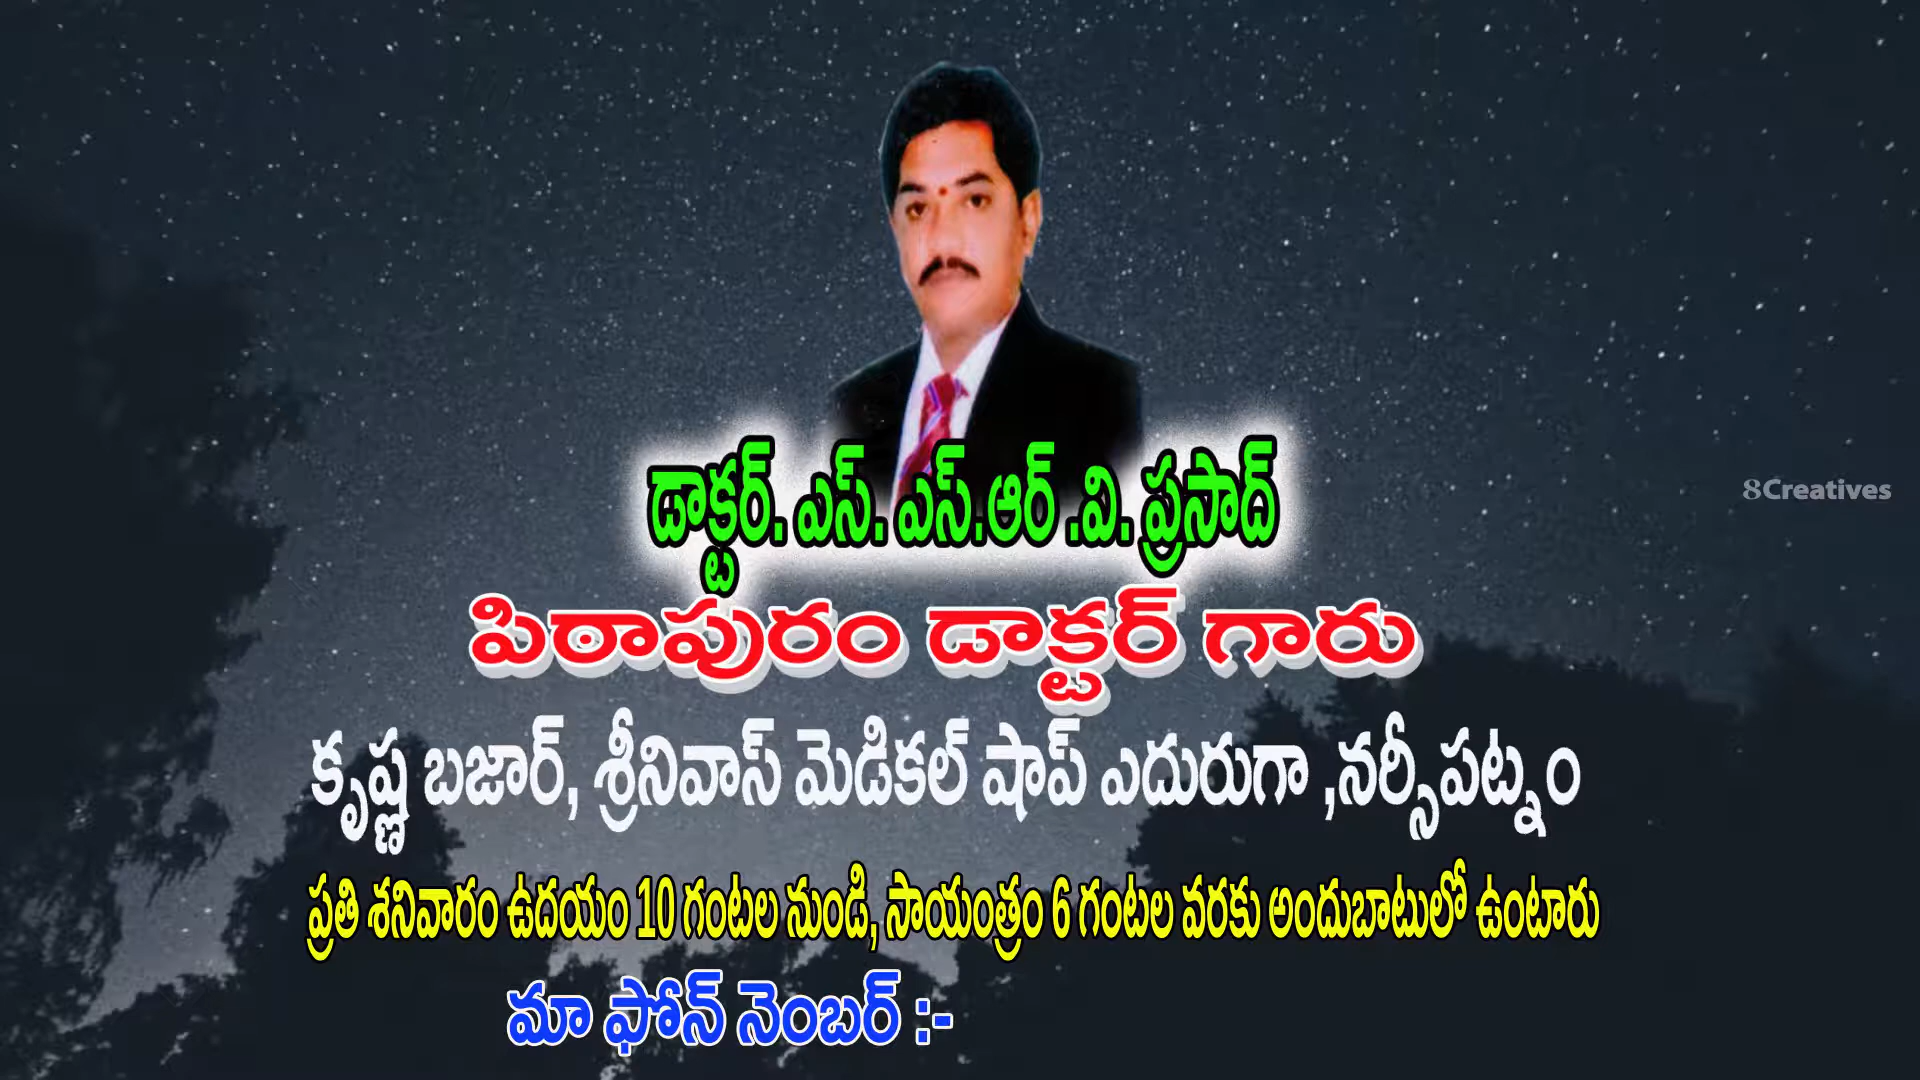 డాక్టర్. ఎస్. ఎస్.ఆర్ .వి. ప్రసాద్
పిఠాపురం డాక్టర్ గారు
8Creatives
కృష్ణ బజార్, శ్రీనివాస్ మెడికల్ షాప్ ఎదురుగా ,నర్సీపట్నం
ప్రతి శనివారం ఉదయం 10 గంటల నుండి, సాయంత్రం 6 గంటల వరకు అందుబాటులో ఉంటారు
మా ఫోన్ నెంబర్ :-